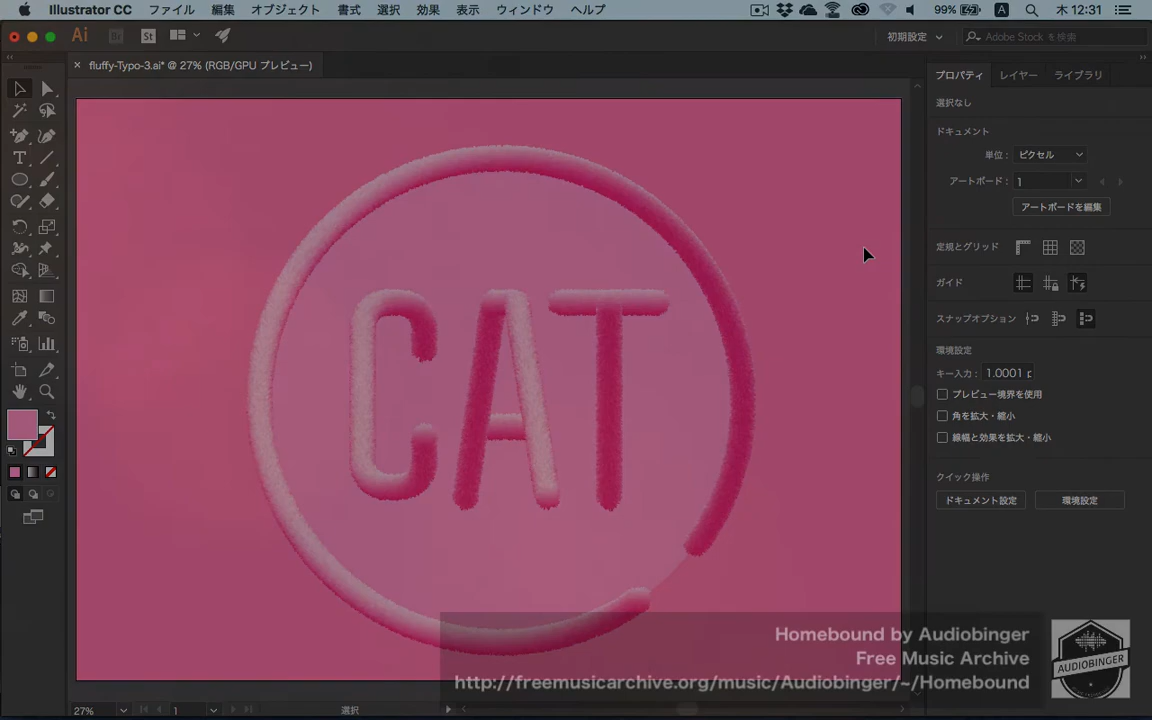 Illustrator CC ファイル 編集 オブジェクト 書式 選択 効果 表示 ウィンドウ ヘルプ 99% A 木 12:31
Ai Br St 初期設定 Adobe Stock を検索
× fluffy-Typo-3.ai* @ 27% (RGB/GPU プレビュー)
プロパティ レイヤー ライブラリ
選択なし
ドキュメント
単位 : ピクセル
アートボード : 1
アートボードを編集
定規とグリッド
ガイド
スナップオプション
環境設定
キー入力 : 1.0001
プレビュー境界を使用
角を拡大・縮小
線幅と効果を拡大・縮小
クイック操作
ドキュメント設定 環境設定
CAT
Homebound by Audiobinger
Free Music Archive
http://freemusicarchive.org/music/Audiobinger/~/Homebound
AUDIOBINGER
27% 1 選択